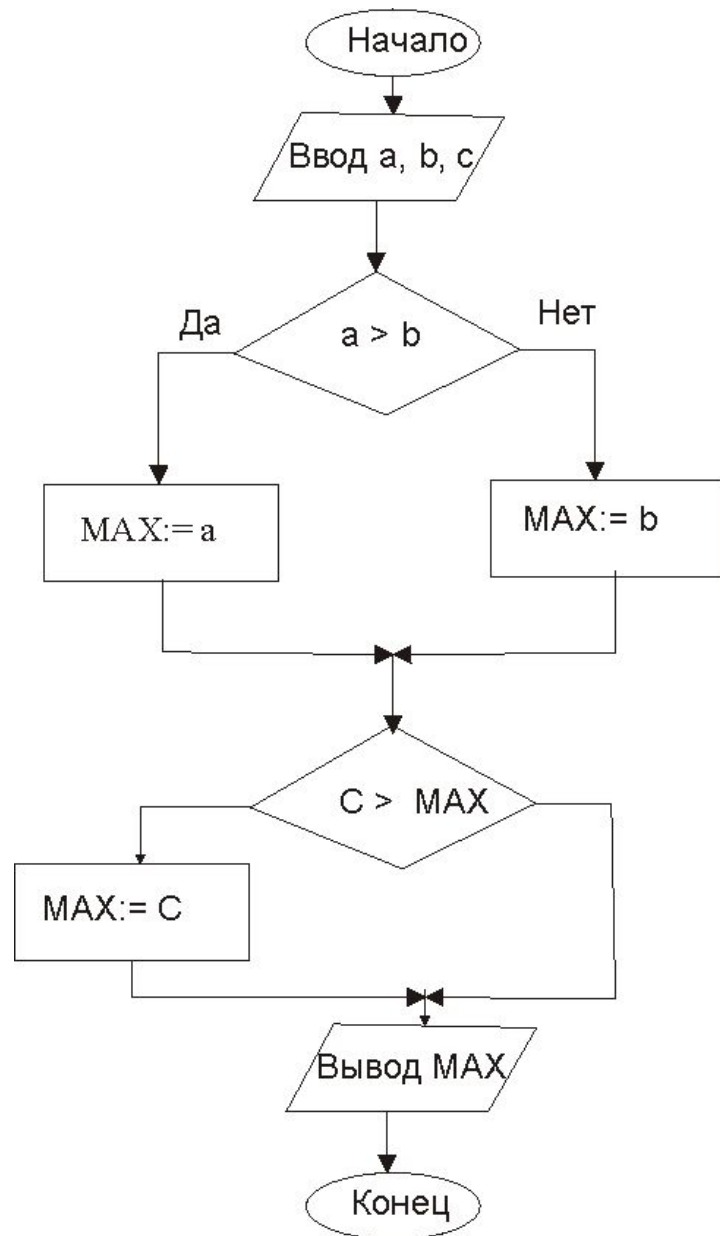 Начало
Ввод a, b, c
a > b
Да
Нет
MAX:= a
MAX:= b
C > MAX
MAX:= C
Вывод MAX
Конец